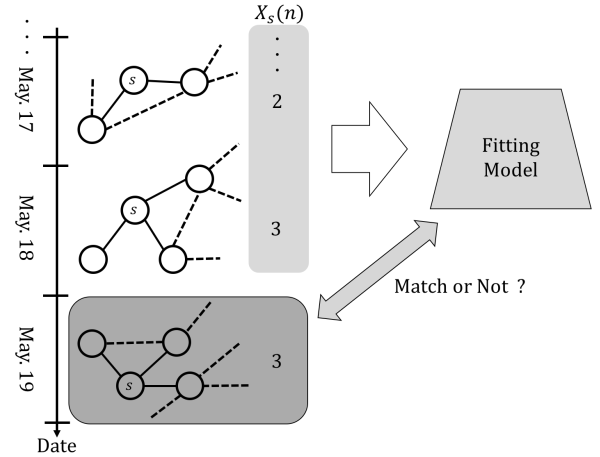 X_s(n)
May. 17
s
2
May. 18
s
3
May. 19
s
3
Date
Fitting
Model
Match or Not ?